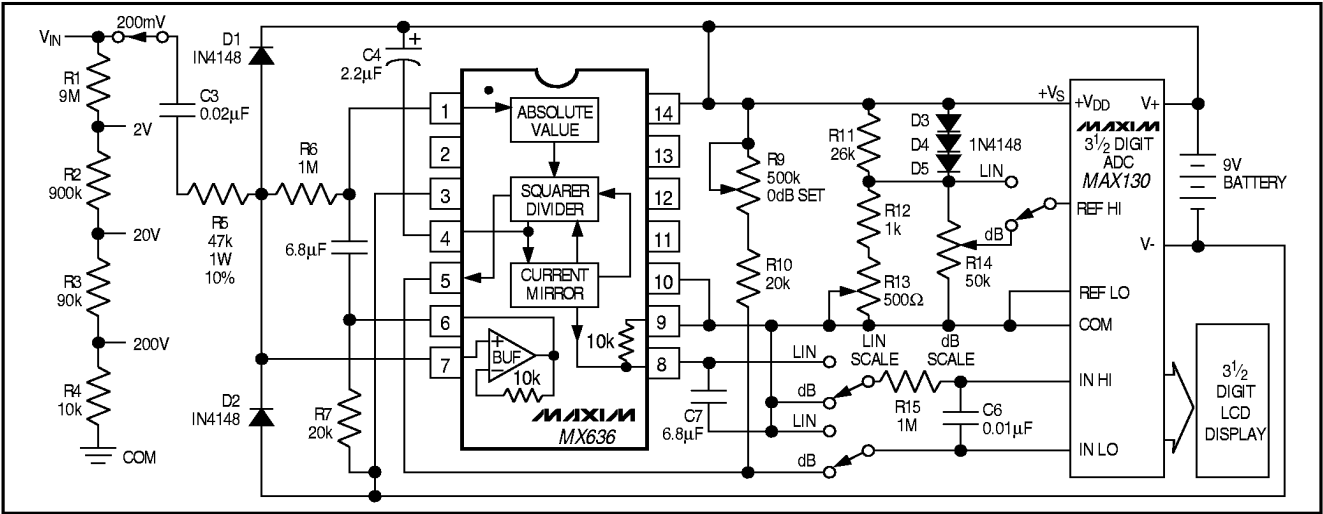 VIN
200mV
R1
9M
2V
R2
900k
20V
R3
90k
200V
R4
10k
COM
C3
0.02µF
R5
47k
1W
10%
D1
IN4148
D2
IN4148
R6
1M
6.8µF
R7
20k
C4
+
2.2µF
1
2
3
4
5
6
7
14
13
12
11
10
9
8
ABSOLUTE
VALUE
SQUARER
DIVIDER
CURRENT
MIRROR
+
BUF
−
10k
10k
MAXIM
MX636
C7
6.8µF
R9
500k
0dB SET
R10
20k
R11
26k
R12
1k
R13
500Ω
D3
D4
D5
1N4148
LIN
dB
R14
50k
LIN
SCALE
dB
SCALE
LIN
dB
LIN
dB
R15
1M
C6
0.01µF
+VS
+VDD
V+
MAXIM
3½ DIGIT
ADC
MAX130
REF HI
V-
REF LO
COM
IN HI
IN LO
9V
BATTERY
3½
DIGIT
LCD
DISPLAY